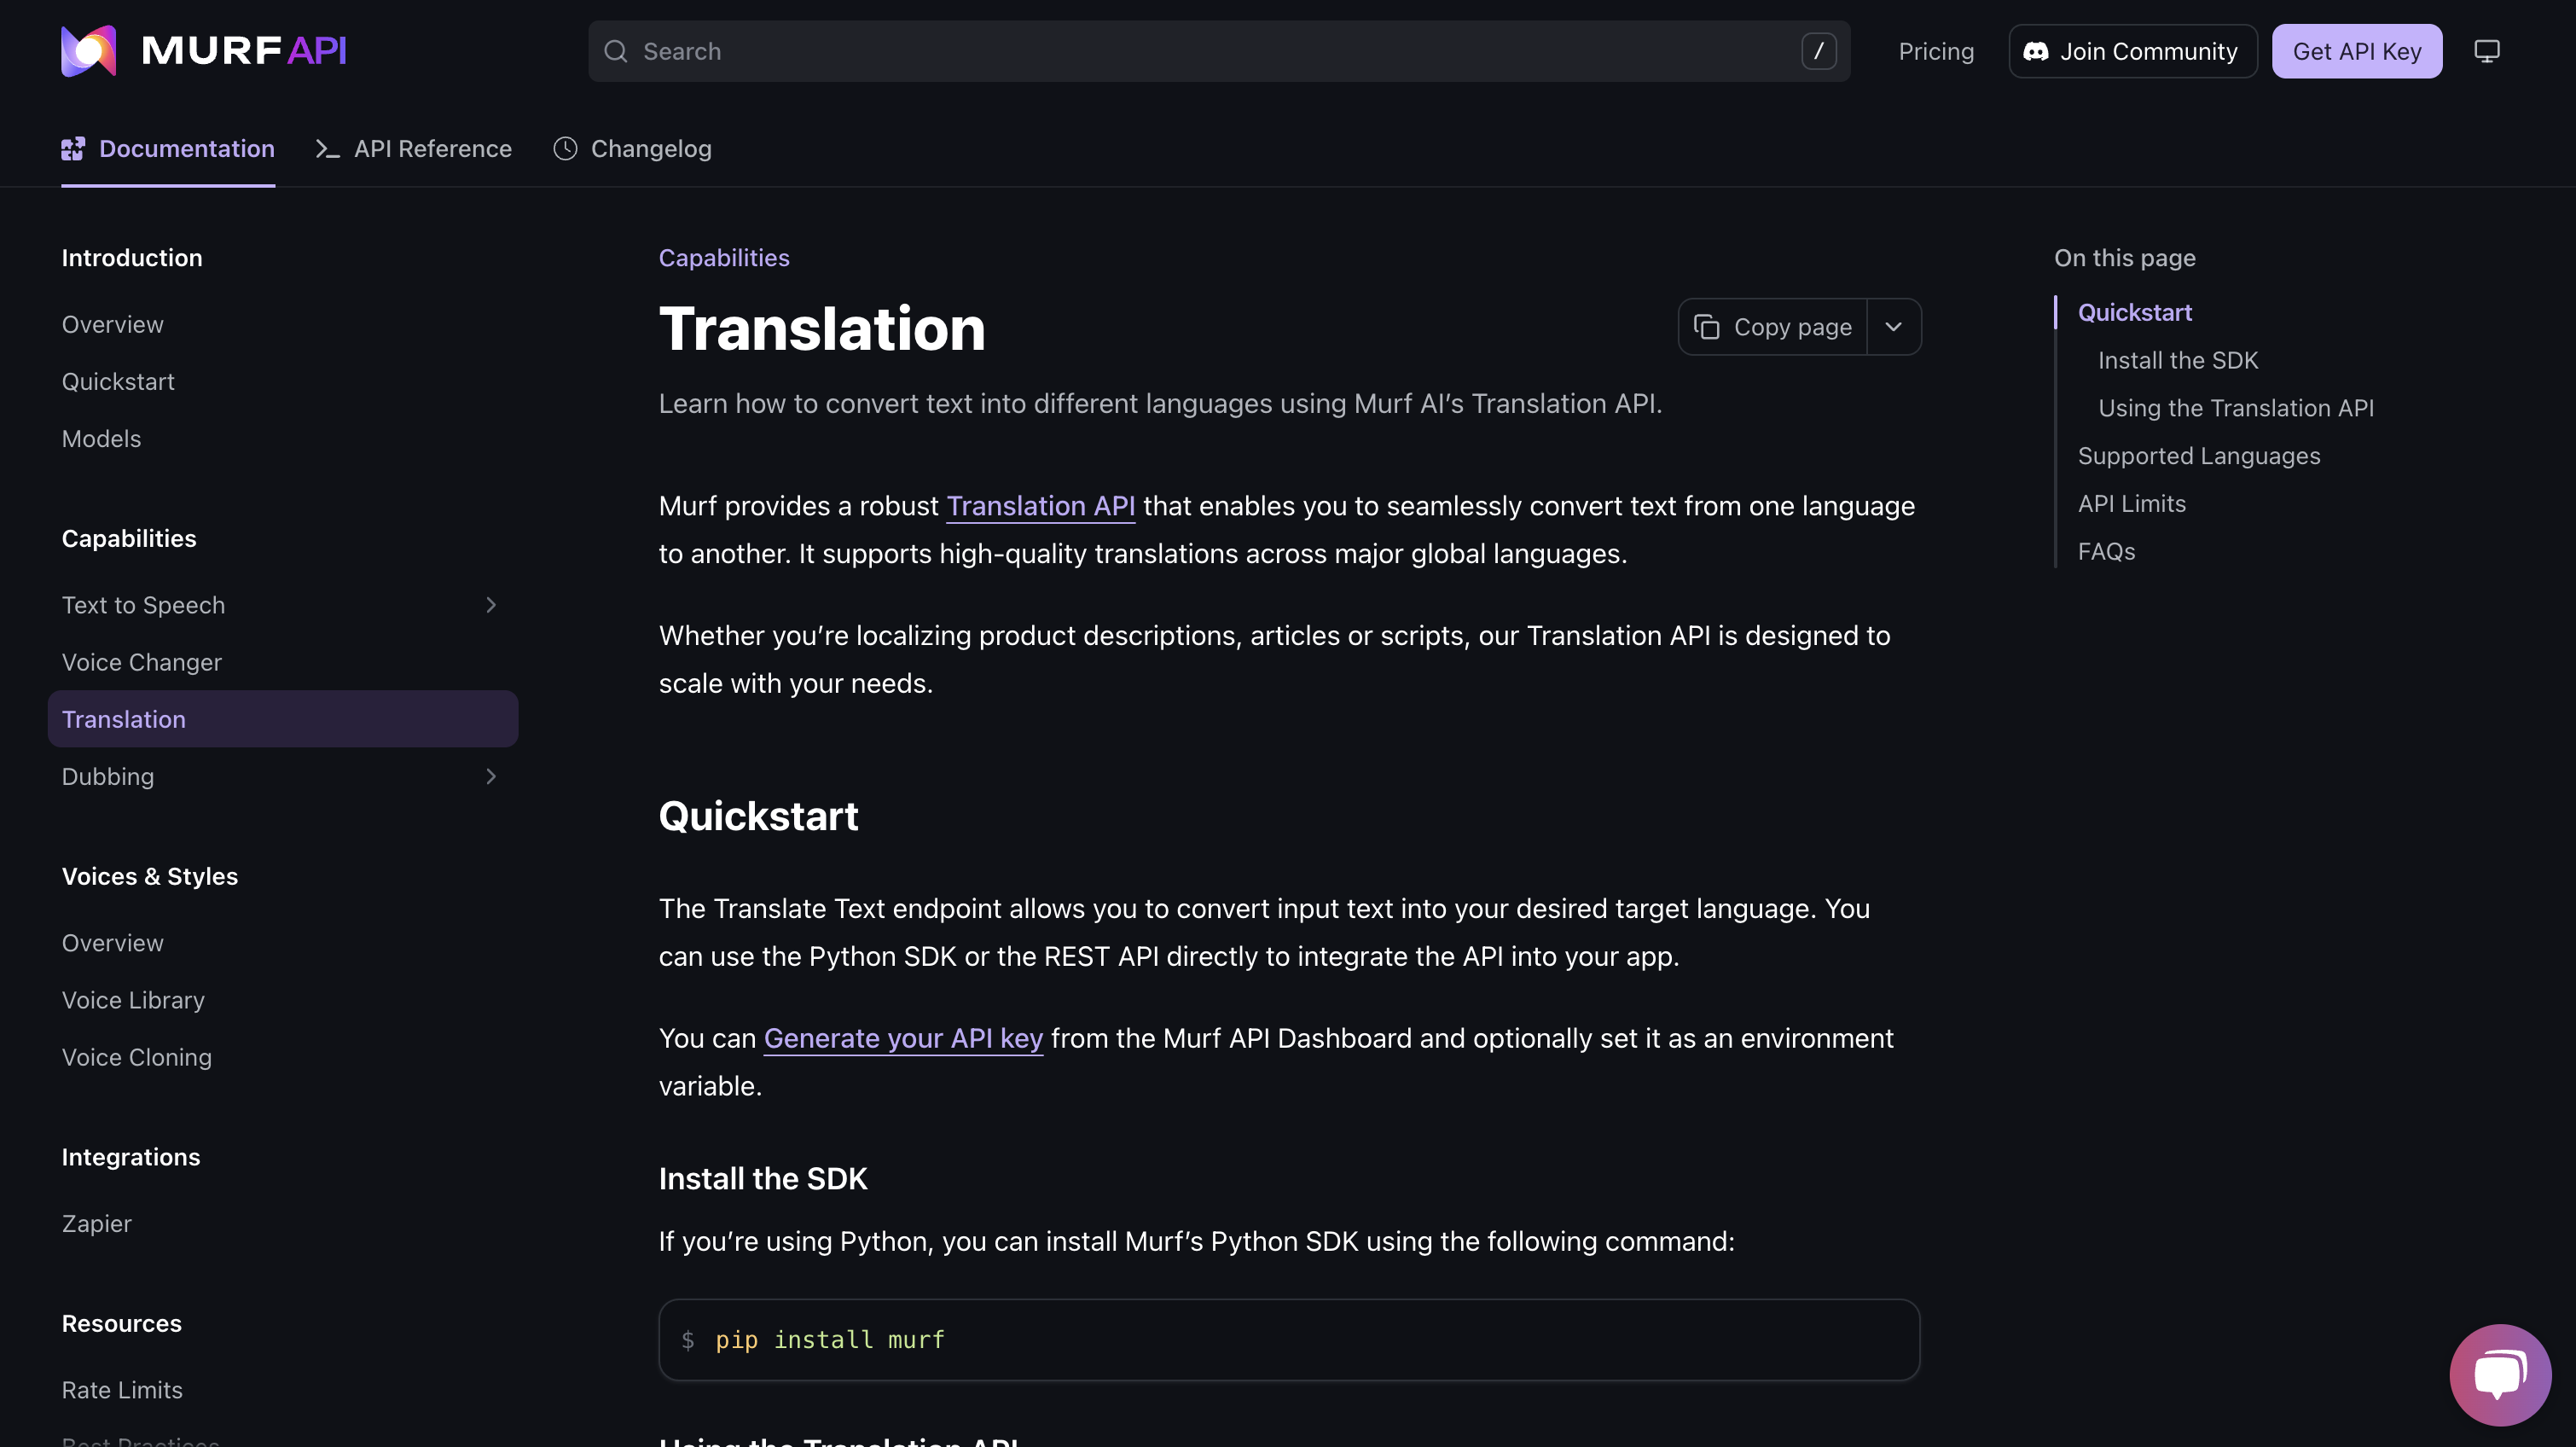 MURF API
Search
/
Pricing
Join Community
Get API Key
Documentation
API Reference
Changelog
Introduction
Overview
Quickstart
Models
Capabilities
Text to Speech
Voice Changer
Translation
Dubbing
Voices & Styles
Overview
Voice Library
Voice Cloning
Integrations
Zapier
Resources
Rate Limits
Best Practices
Capabilities
Translation
Copy page
Learn how to convert text into different languages using Murf AI’s Translation API.
Murf provides a robust Translation API that enables you to seamlessly convert text from one language
to another. It supports high-quality translations across major global languages.
Whether you’re localizing product descriptions, articles or scripts, our Translation API is designed to
scale with your needs.
Quickstart
The Translate Text endpoint allows you to convert input text into your desired target language. You
can use the Python SDK or the REST API directly to integrate the API into your app.
You can Generate your API key from the Murf API Dashboard and optionally set it as an environment
variable.
Install the SDK
If you’re using Python, you can install Murf’s Python SDK using the following command:
$ pip install murf
Using the Translation API
On this page
Quickstart
Install the SDK
Using the Translation API
Supported Languages
API Limits
FAQs